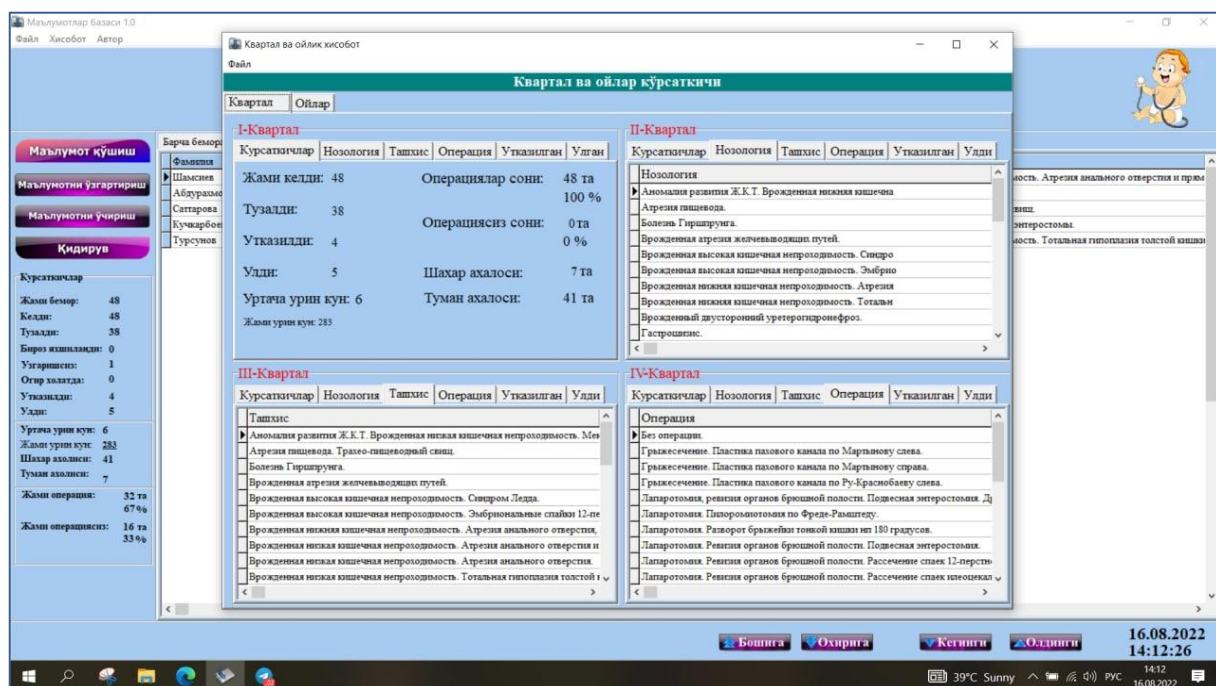 Маълумотлар базаси 1.0
Файл Хисобот Автор
Квартал ва ойлик хисобот
Файл
Квартал ва ойлар кўрсаткичи
Квартал Ойлар
I-Квартал
Курсаткичлар Нозология Ташхис Операция Утказилган Улган
Жами келди: 48 Операциялар сони: 48 та
100 %
Тузалди: 38
Операциясиз сони: 0 та
Утказилди: 4 0 %
Улди: 5 Шахар ахалоси: 7 та
Уртача урин кун: 6 Туман ахалоси: 41 та
Жами урин кун: 283
II-Квартал
Курсаткичлар Нозология Ташхис Операция Утказилган Улди
Нозология
Аномалия развития Ж.К.Т. Врожденная нижняя кишечна
Атрезия пищевода.
Болезнь Гиршпрунга.
Врожденная атрезия желчевыводящих путей.
Врожденная высокая кишечная непроходимость. Синдро
Врожденная высокая кишечная непроходимость. Эмбрио
Врожденная нижняя кишечная непроходимость. Атрезия
Врожденная нижняя кишечная непроходимость. Тотальн
Врожденный двусторонний уретерогидронефроз.
Гастрошизис.
III-Квартал
Курсаткичлар Нозология Ташхис Операция Утказилган Улди
Ташхис
Аномалия развития Ж.К.Т. Врожденная низкая кишечная непроходимость. Мек
Атрезия пищевода. Трахео-пищеводный свищ.
Болезнь Гиршпрунга.
Врожденная атрезия желчевыводящих путей.
Врожденная высокая кишечная непроходимость. Синдром Ледда.
Врожденная высокая кишечная непроходимость. Эмбриональные спайки 12-пе
Врожденная нижняя кишечная непроходимость. Атрезия анального отверстия,
Врожденная низкая кишечная непроходимость. Атрезия анального отверстия и
Врожденная низкая кишечная непроходимость. Атрезия анального отверстия.
Врожденная низкая кишечная непроходимость. Тотальная гипоплазия толстой
IV-Квартал
Курсаткичлар Нозология Ташхис Операция Утказилган Улди
Операция
Без операции.
Грыжесечение. Пластика пахового канала по Мартынову слева.
Грыжесечение. Пластика пахового канала по Мартынову справа.
Грыжесечение. Пластика пахового канала по Ру-Краснобаеву слева.
Лапаротомия, ревизия органов брюшной полости. Подвесная энтеростомия.
Лапаротомия. Пилоромиотомия по Фреде-Рамштеду.
Лапаротомия. Разворот брыжейки тонкой кишки нп 180 градусов.
Лапаротомия. Ревизия органов брюшной полости. Подвесная энтеростомия.
Лапаротомия. Ревизия органов брюшной полости. Рассечение спаек 12-перстн
Лапаротомия. Ревизия органов брюшной полости. Рассечение спаек илеоцекал
Маълумот қўшиш
Маълумотни ўзгартириш
Маълумотни ўчириш
Қидирув
Курсаткичлар
Жами бемор: 48
Келди: 48
Тузалди: 38
Бироз яхшиланди: 0
Узгаришсиз: 1
Огир холатда: 0
Утказилди: 4
Улди: 5
Уртача урин кун: 6
Жами урин кун: 283
Шахар ахолиси: 41
Туман ахолиси: 7
Жами операция: 32 та
67%
Жами операциясиз: 16 та
33%
Барча бемор
Фамилия
Шамсиев
Абдурахмо
Саттарова
Кучкарбое
Турсунов
мость. Атрезия анального отверстия и прям
свищ.
энтеростомы.
мость. Тотальная гипоплазия толстой кишки
Бошига Охирига Кегинги Олдинги
16.08.2022
14:12:26
39°C Sunny РУС 14:12
16.08.2022